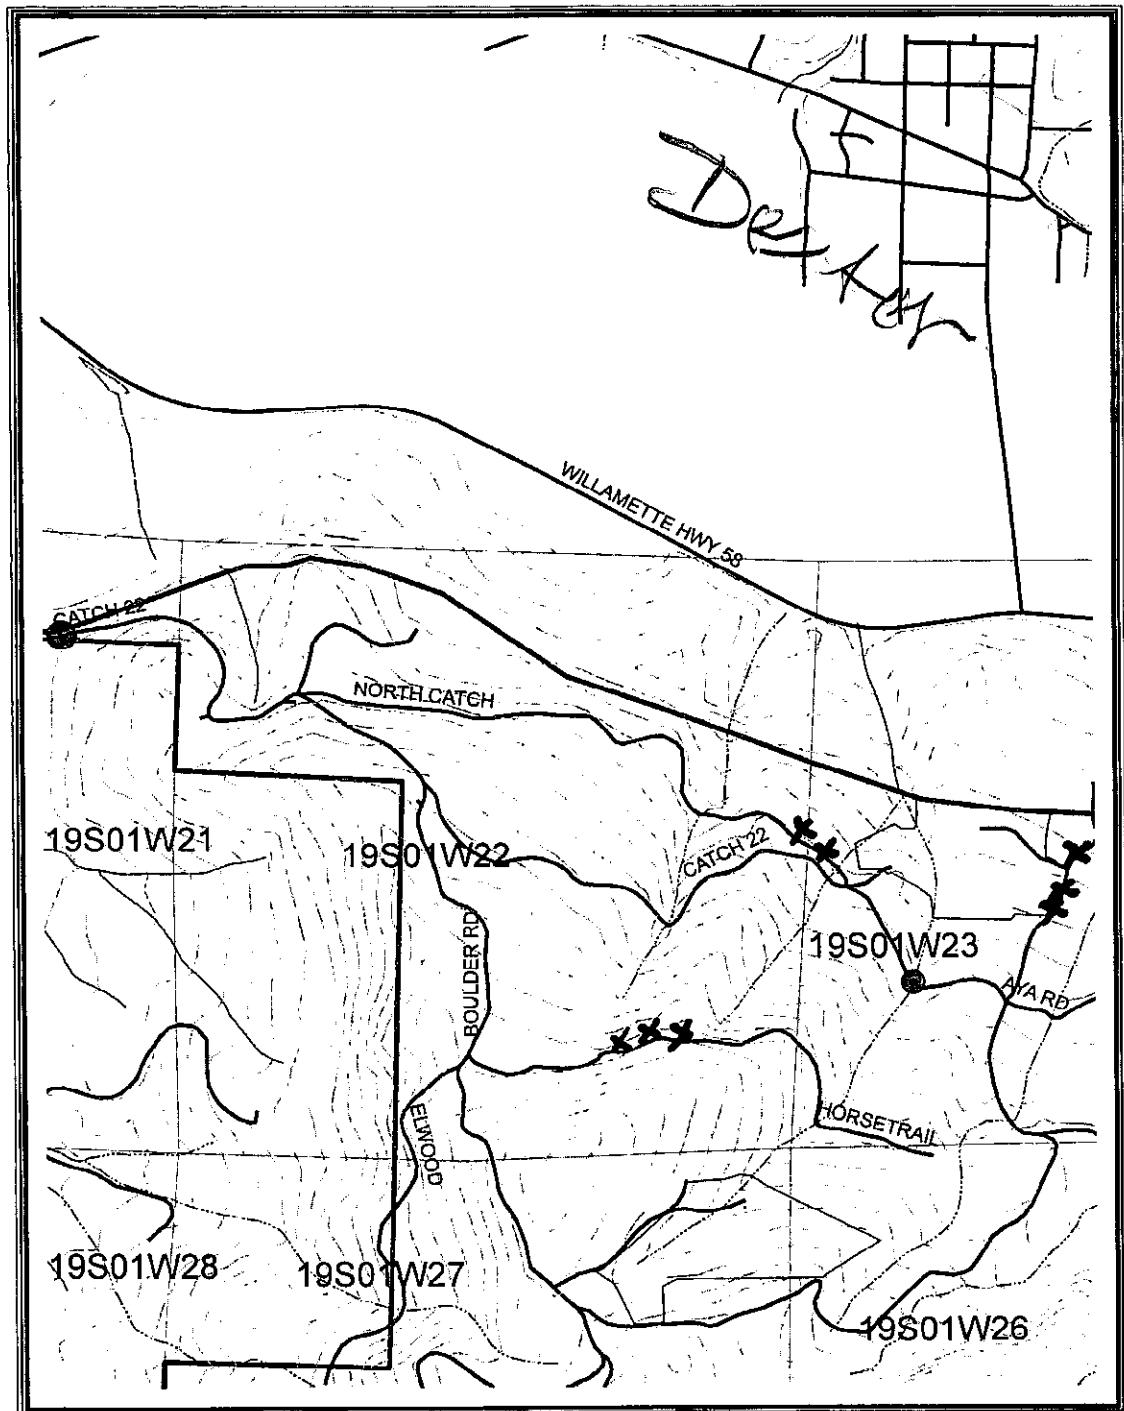 WILLAMETTE HWY 58
CATCH 22
NORTH CATCH
19S01W21
19S01W22
CATCH 22
BOULDER RD
19S01W23
AYA RD
ELWOOD
HORSETRAIL
19S01W28
19S01W27
19S01W26